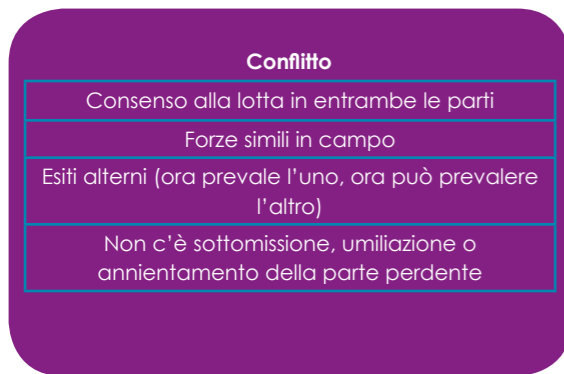 Conflitto
Consenso alla lotta in entrambe le parti
Forze simili in campo
Esiti alterni (ora prevale l’uno, ora può prevalere
l’altro)
Non c’è sottomissione, umiliazione o
annientamento della parte perdente